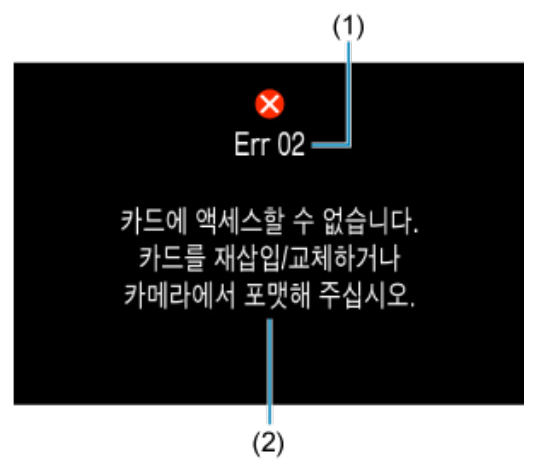 (1)
Err 02
카드에 액세스할 수 없습니다.
카드를 재삽입/교체하거나
카메라에서 포맷해 주십시오.
(2)